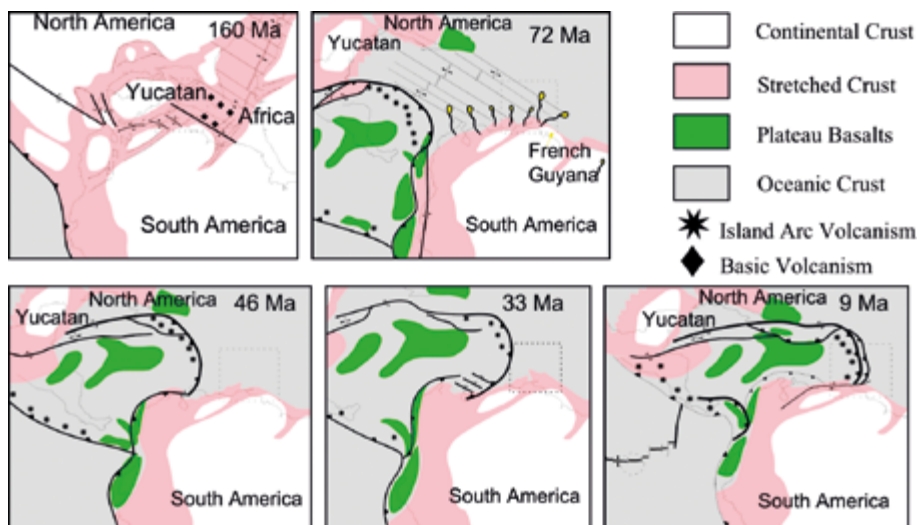 North America
160 Ma
Yucatan
Africa
South America
North America
72 Ma
Yucatan
French
Guyana
South America
Continental Crust
Stretched Crust
Plateau Basalts
Oceanic Crust
Island Arc Volcanism
Basic Volcanism
North America
46 Ma
Yucatan
South America
33 Ma
South America
North America
9 Ma
Yucatan
South America